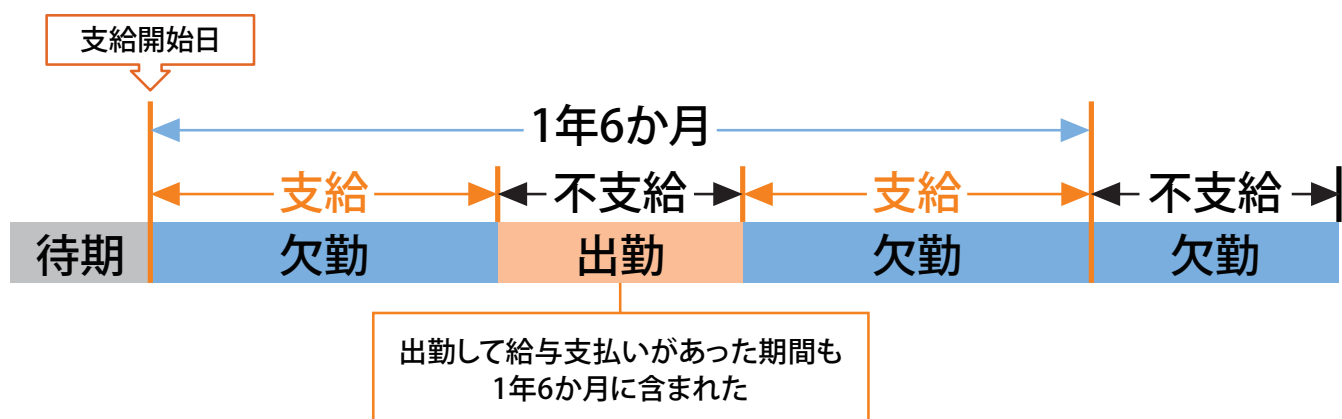 支給開始日
1年6か月
支給
不支給
支給
不支給
待期
欠勤
出勤
欠勤
欠勤
出勤して給与支払いがあった期間も
1年6か月に含まれた